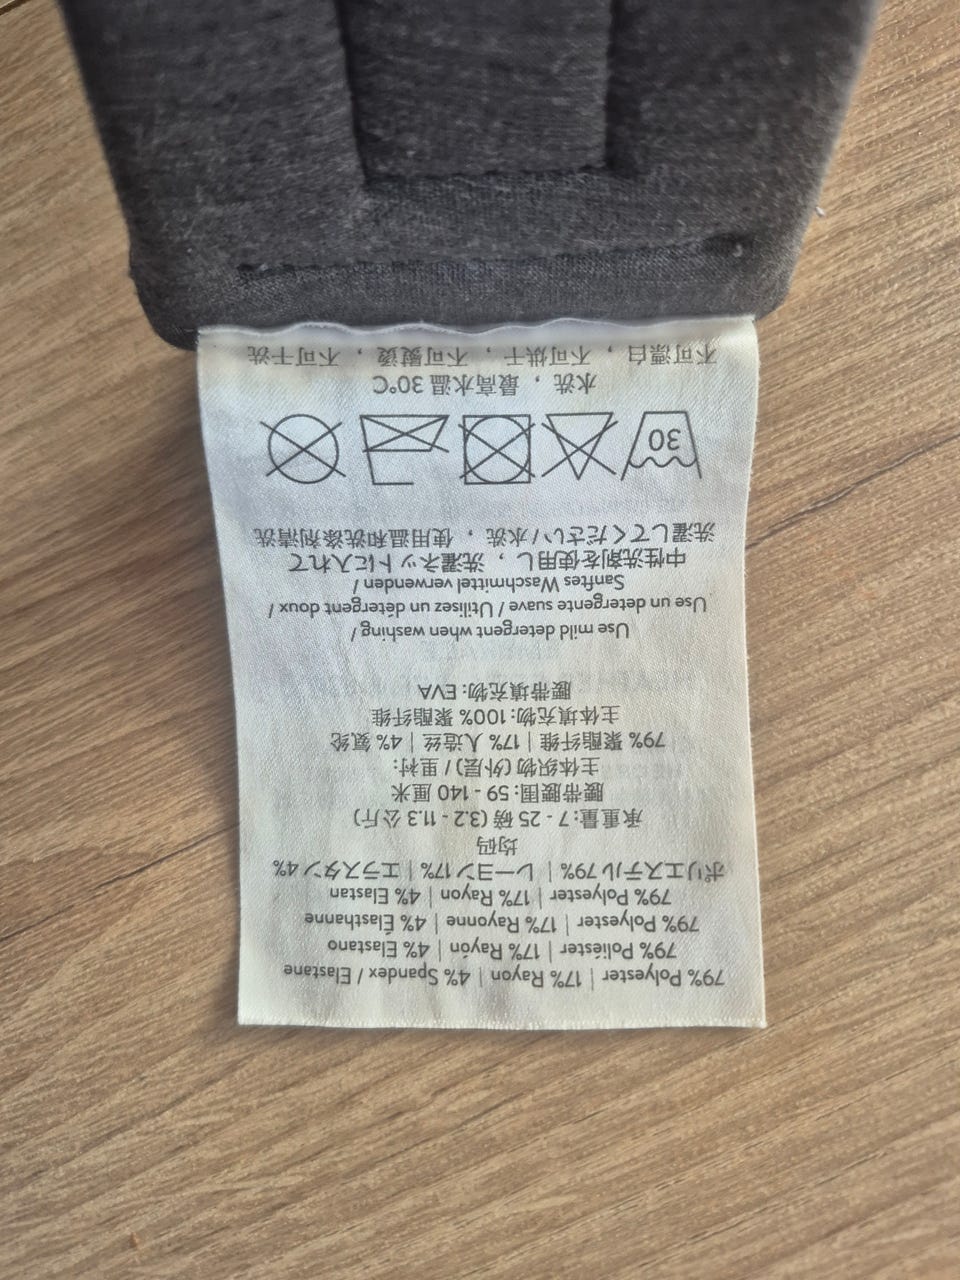 79% Polyester | 17% Rayon | 4% Spandex / Elastane
79% Poliéster | 17% Rayón | 4% Elastano
79% Polyester | 17% Rayonne | 4% Élasthanne
79% Polyester | 17% Rayon | 4% Elastan
ポリエステル 79% | レーヨン 17% | エラスタン 4%
均码
承重量: 7 - 25 磅 (3.2 - 11.3 公斤)
腰带腰围: 59 - 140 厘米
主体织物 (外层) / 里衬:
79% 聚酯纤维 | 17% 人造丝 | 4% 氨纶
主体填充物: 100% 聚酯纤维
腰带填充物: EVA
Use mild detergent when washing /
Use un detergente suave / Utilisez un détergent doux /
Sanftes Waschmittel verwenden /
中性洗剤を使用し，洗濯ネットに入れて
洗濯してください/ 水洗，使用温和洗涤剂清洗
30
水洗，最高水温 30°C
不可漂白，不可烘干，不可熨烫，不可干洗